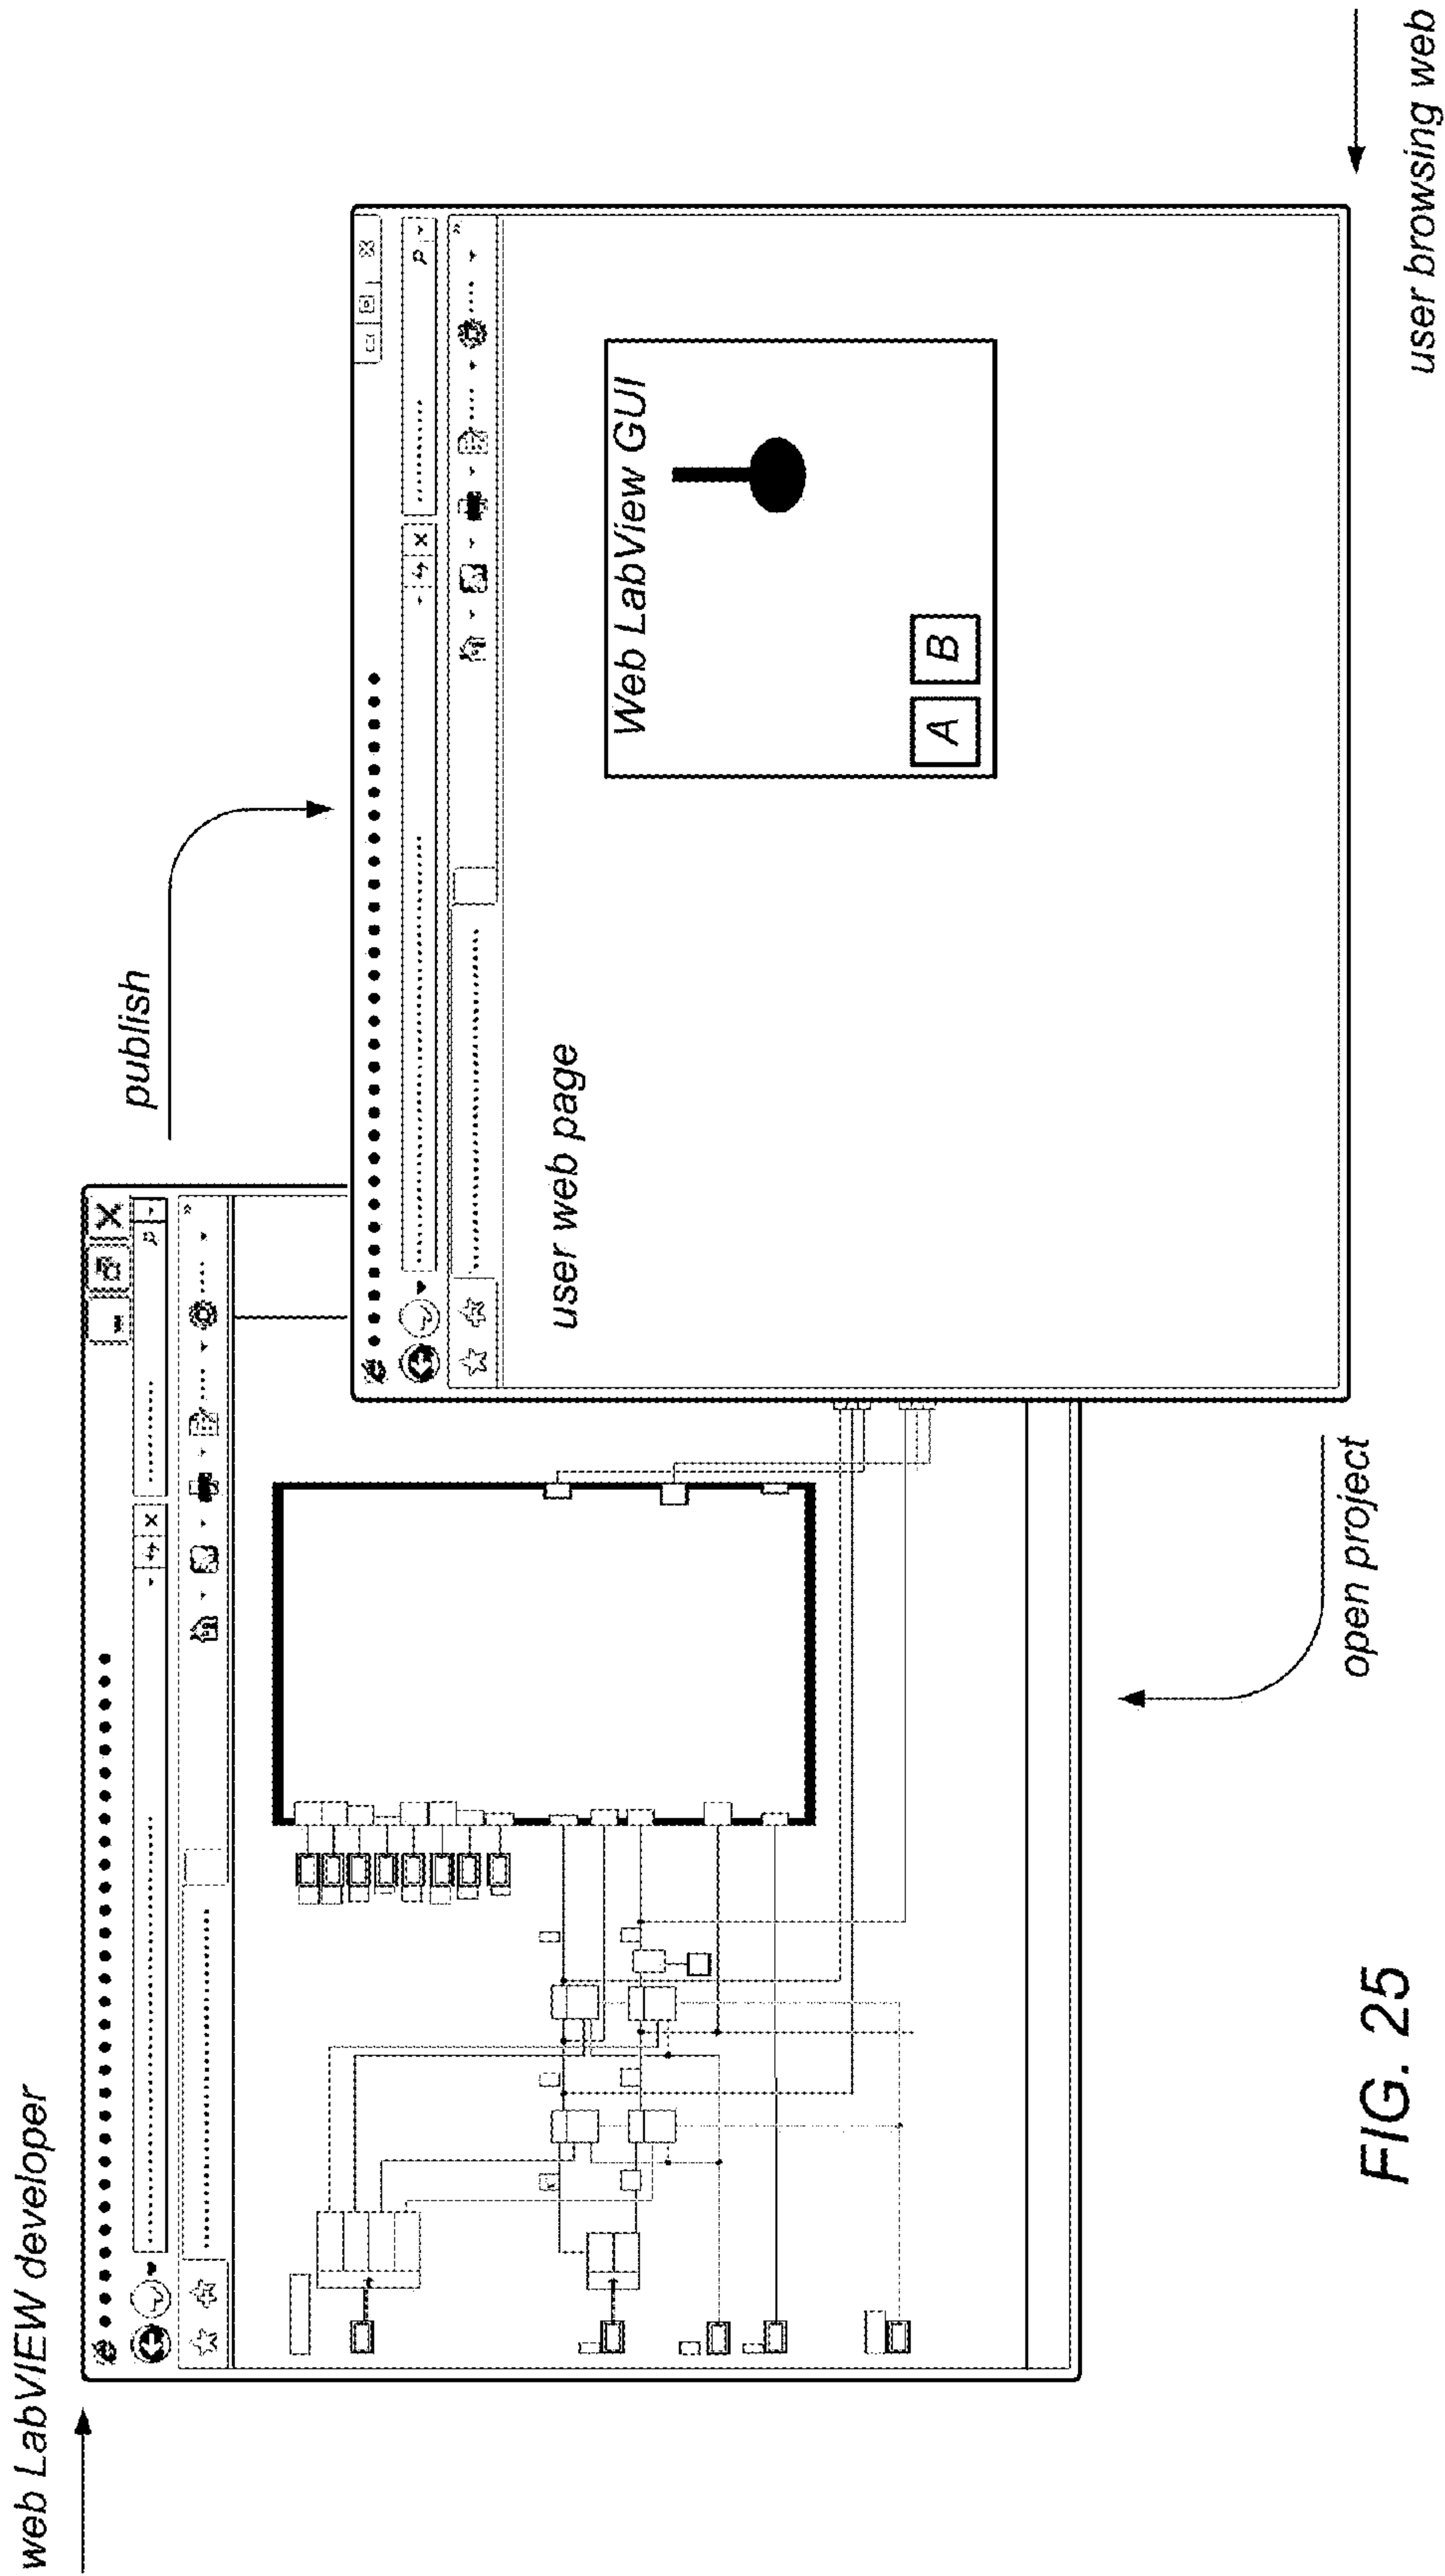 web LabVIEW developer
publish
user web page
Web LabView GUI
A B
open project
user browsing web
FIG. 25